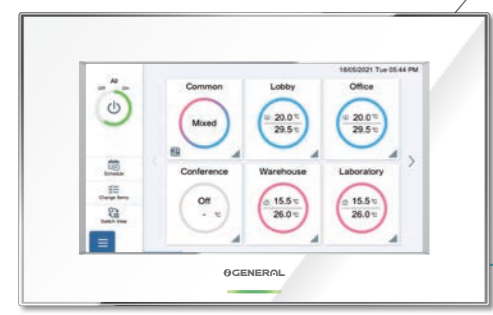 18/05/2021 Tue 05:44 PM
All
Off On
Common
Mixed
Lobby
20.0 °C
29.5 °C
Office
20.0 °C
29.5 °C
Schedule
Change Items
Switch View
Conference
Off
- °C
Warehouse
15.5 °C
26.0 °C
Laboratory
15.5 °C
26.0 °C
GENERAL